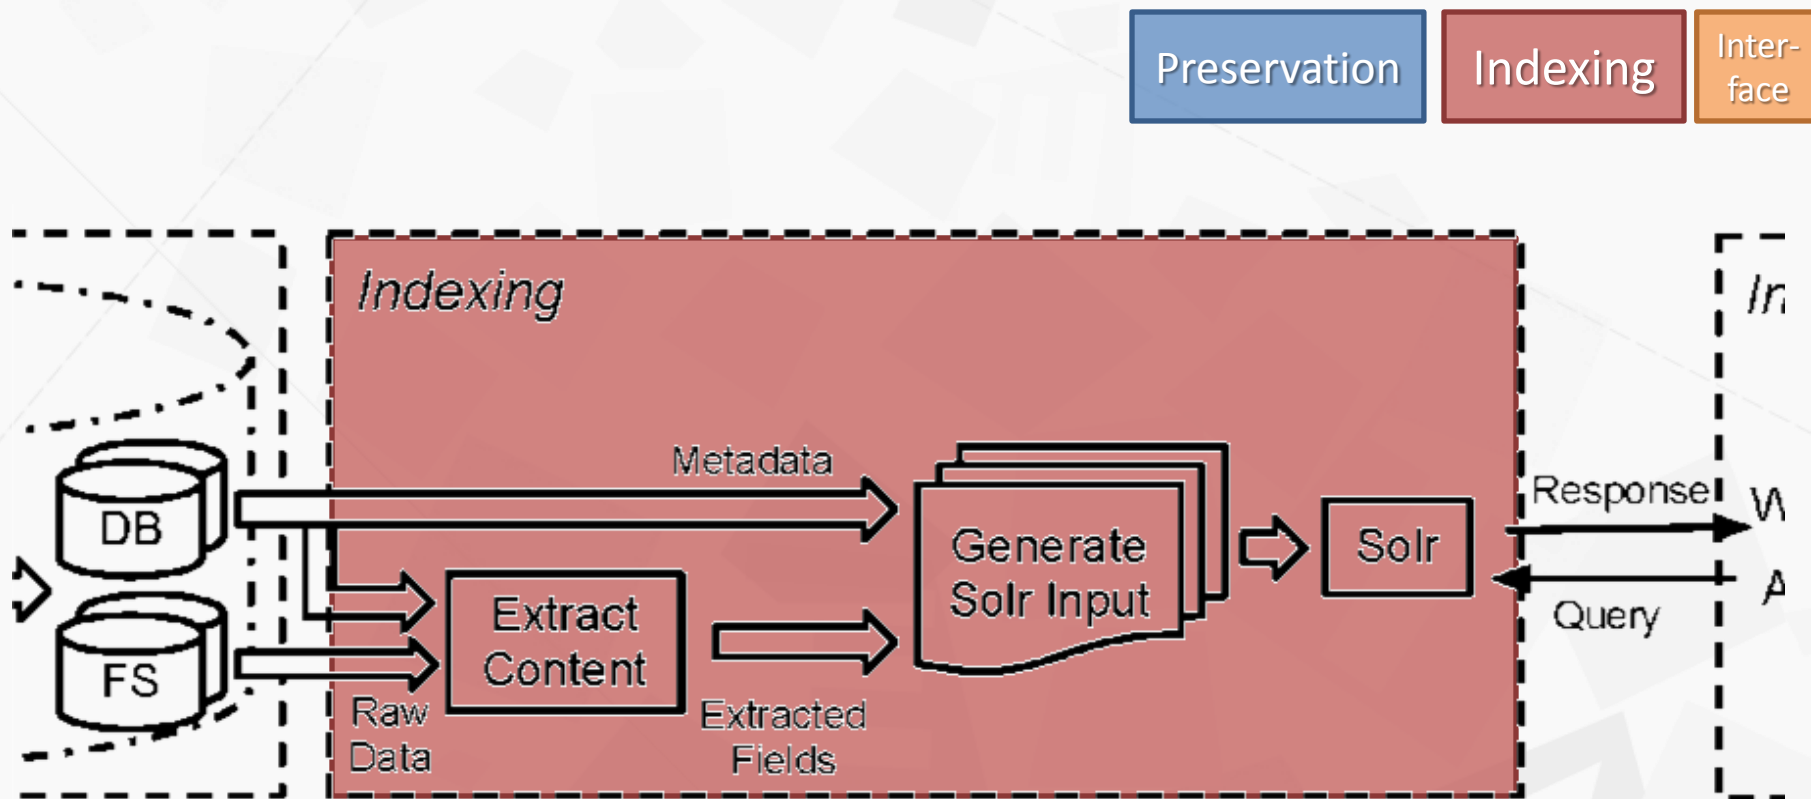 Preservation
Indexing
Inter-
face
Indexing
Metadata
DB
Generate
Solr Input
Solr
Response
Query
Extract
Content
FS
Raw
Data
Extracted
Fields
In
W
A